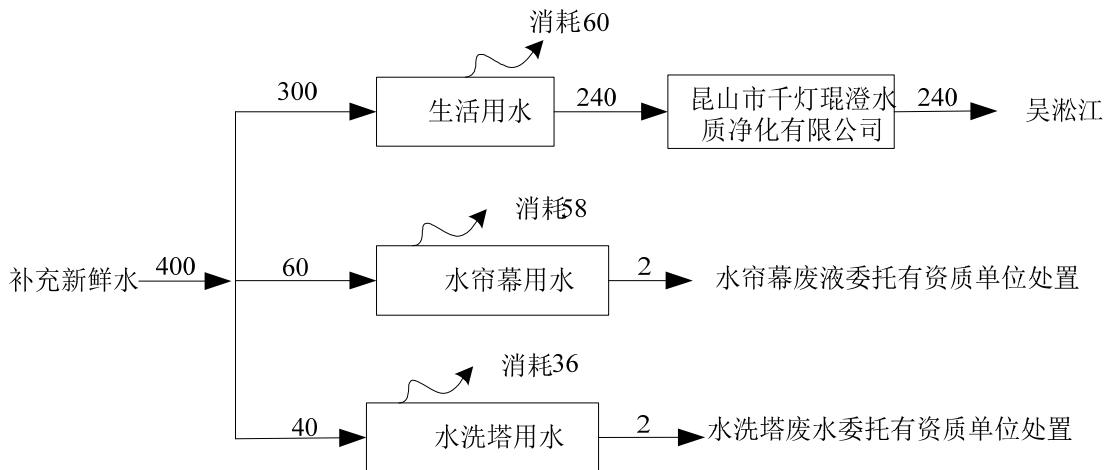 消耗60
300
生活用水
240
昆山市千灯琨澄水
质净化有限公司
240
吴淞江
消耗58
补充新鲜水
400
60
水帘幕用水
2
水帘幕废液委托有资质单位处置
消耗36
40
水洗塔用水
2
水洗塔废水委托有资质单位处置